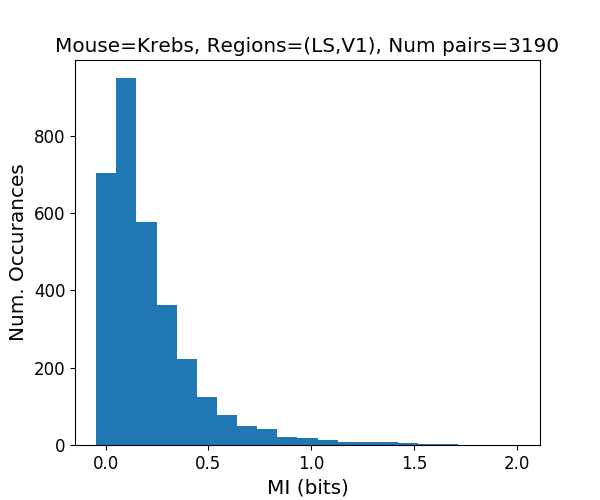 Mouse=Krebs, Regions=(LS,V1), Num pairs=3190
Num. Occurances
800
600
400
200
0
0.0 0.5 1.0 1.5 2.0
MI (bits)